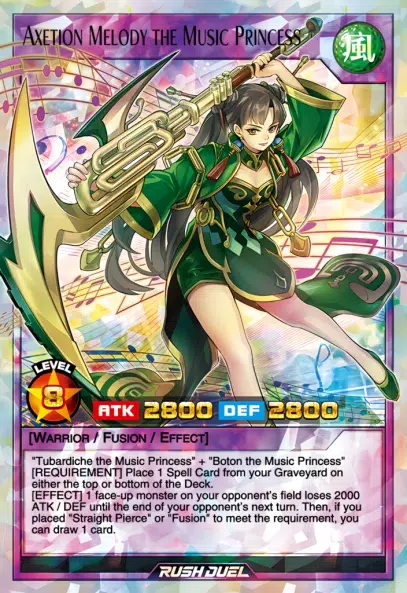 Axetion Melody the Music Princess
風
LEVEL
8
ATK 2800 DEF 2800
[Warrior / Fusion / Effect]
"Tubardiche the Music Princess" + "Boton the Music Princess"
[REQUIREMENT] Place 1 Spell Card from your Graveyard on
either the top or bottom of the Deck.
[EFFECT] 1 face-up monster on your opponent's field loses 2000
ATK / DEF until the end of your opponent's next turn. Then, if you
placed "Straight Pierce" or "Fusion" to meet the requirement, you
can draw 1 card.
RUSH DUEL